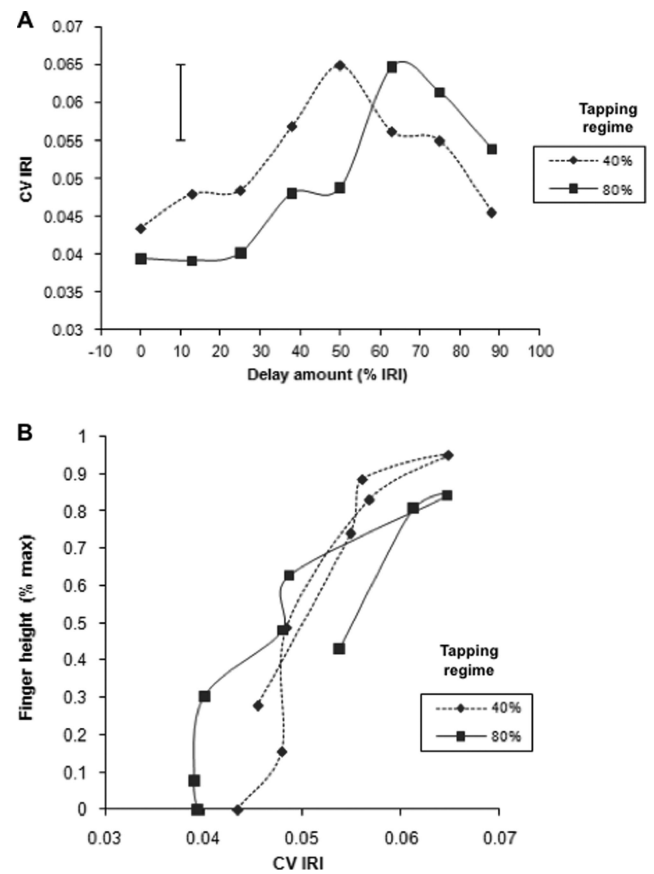 A
0.07
0.065
0.06
0.055
0.05
0.045
0.04
0.035
0.03
CV IRI
-10 0 10 20 30 40 50 60 70 80 90 100
Delay amount (% IRI)
Tapping
regime
40%
80%
B
1
0.9
0.8
0.7
0.6
0.5
0.4
0.3
0.2
0.1
0
Finger height (% max)
0.03 0.04 0.05 0.06 0.07
CV IRI
Tapping
regime
40%
80%